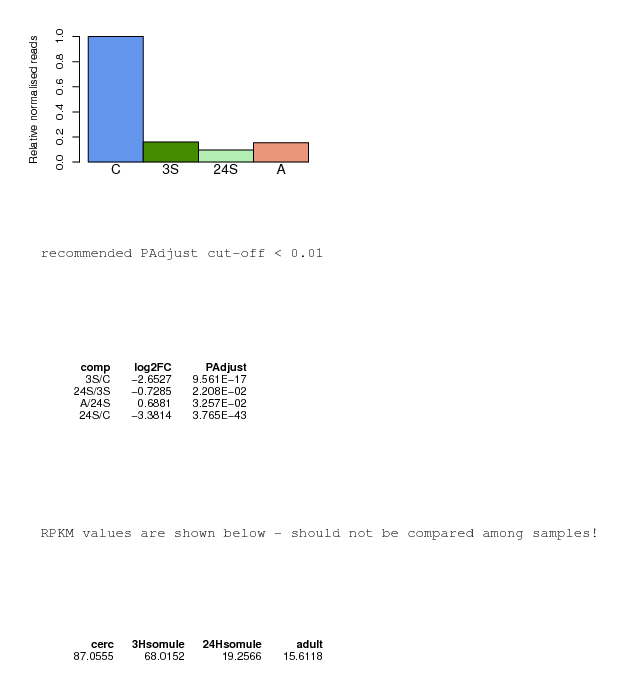 Relative normalised reads
1.0
0.8
0.6
0.4
0.2
0.0
C 3S 24S A
recommended PAdjust cut-off < 0.01
comp log2FC PAdjust
3S/C −2.6527 9.561E−17
24S/3S −0.7285 2.208E−02
A/24S 0.6881 3.257E−02
24S/C −3.3814 3.765E−43
RPKM values are shown below - should not be compared among samples!
cerc 3Hsomule 24Hsomule adult
87.0555 68.0152 19.2566 15.6118